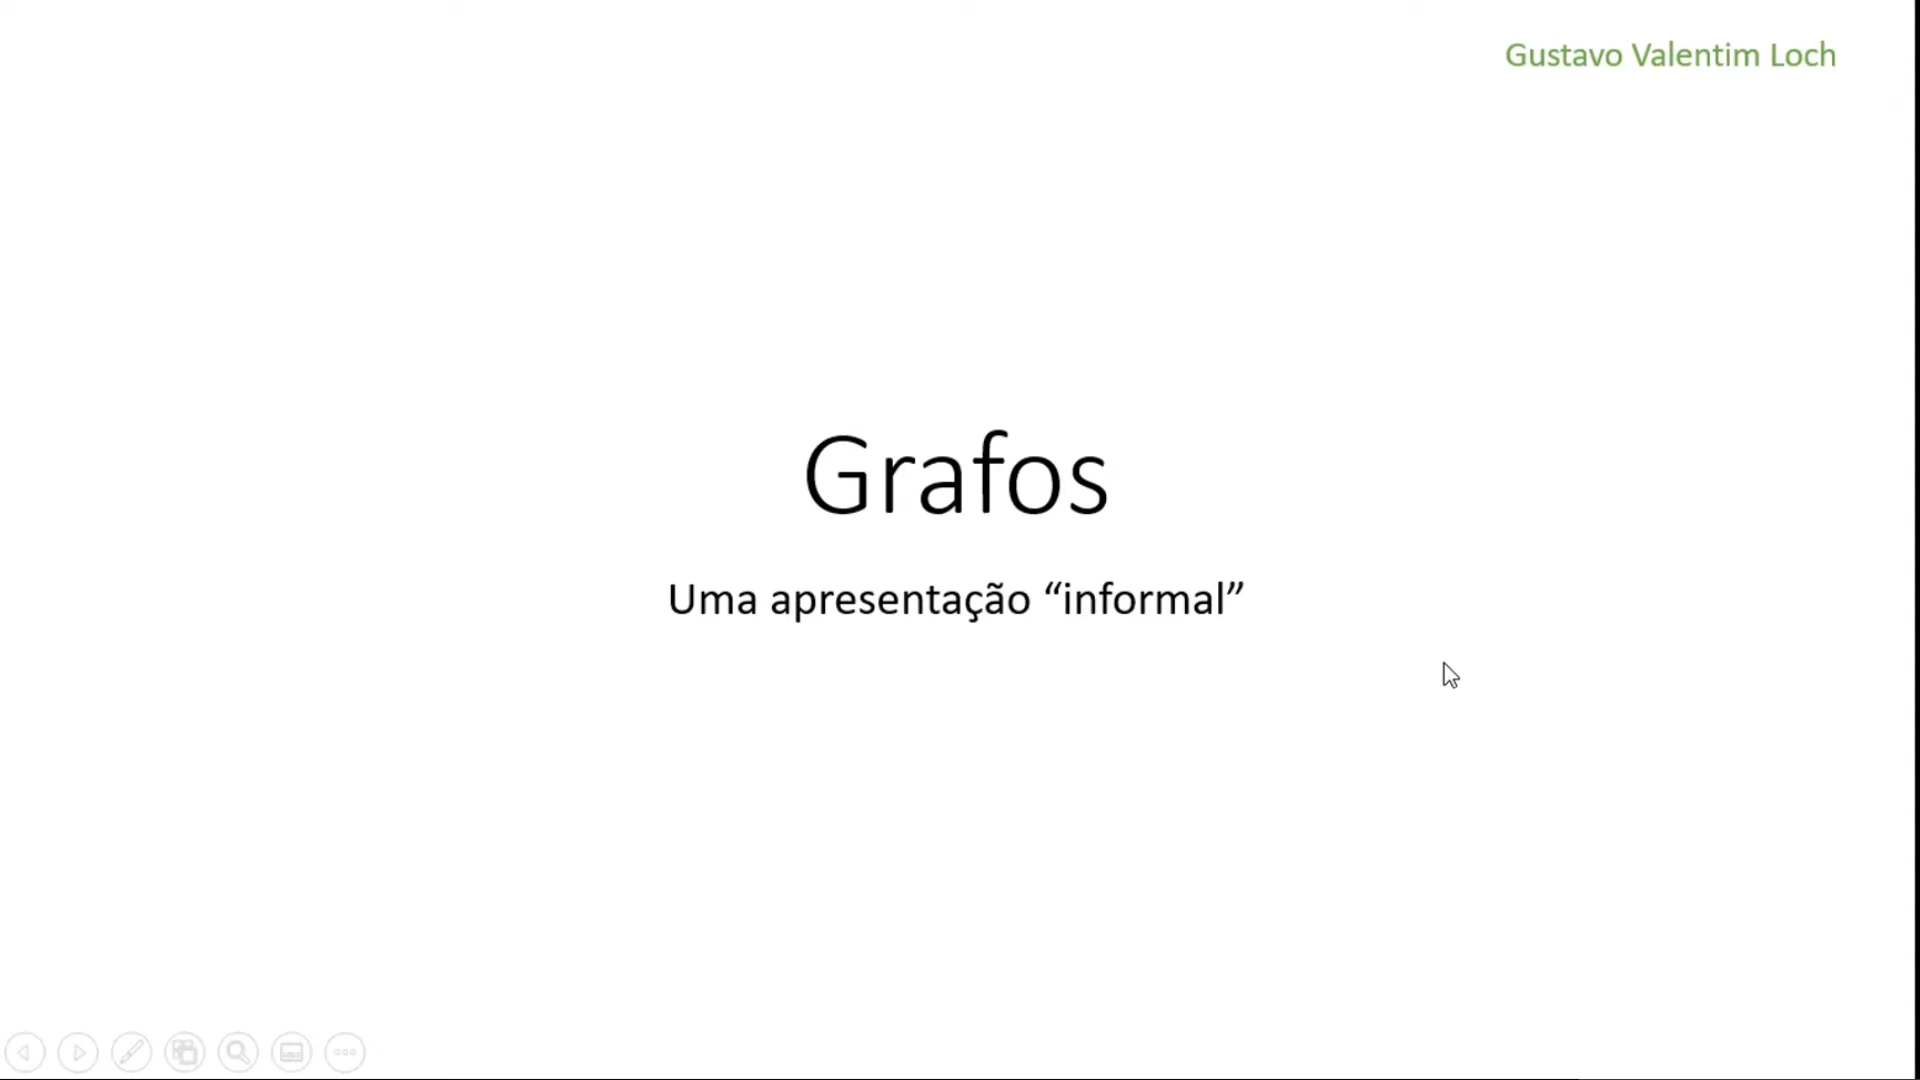 Gustavo Valentim Loch
Grafos
Uma apresentação “informal”